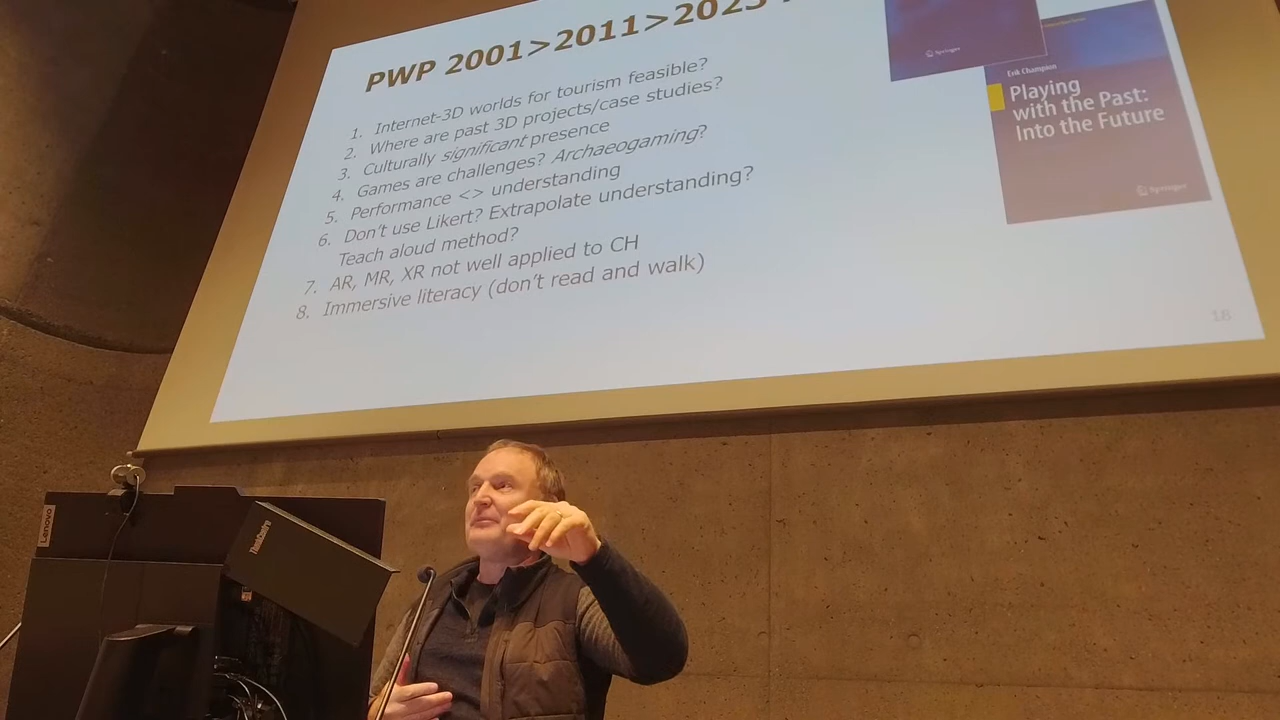 PWP 2001>2011>2023
1. Internet-3D worlds for tourism feasible?
2. Where are past 3D projects/case studies?
3. Culturally significant presence
4. Games are challenges? Archaeogaming?
5. Performance <> understanding
6. Don't use Likert? Extrapolate understanding?
Teach aloud method?
7. AR, MR, XR not well applied to CH
8. Immersive literacy (don't read and walk)
Springer
Erik Champion
Playing
with the Past:
Into the Future
Springer
18
Lenovo
ThinkCentre